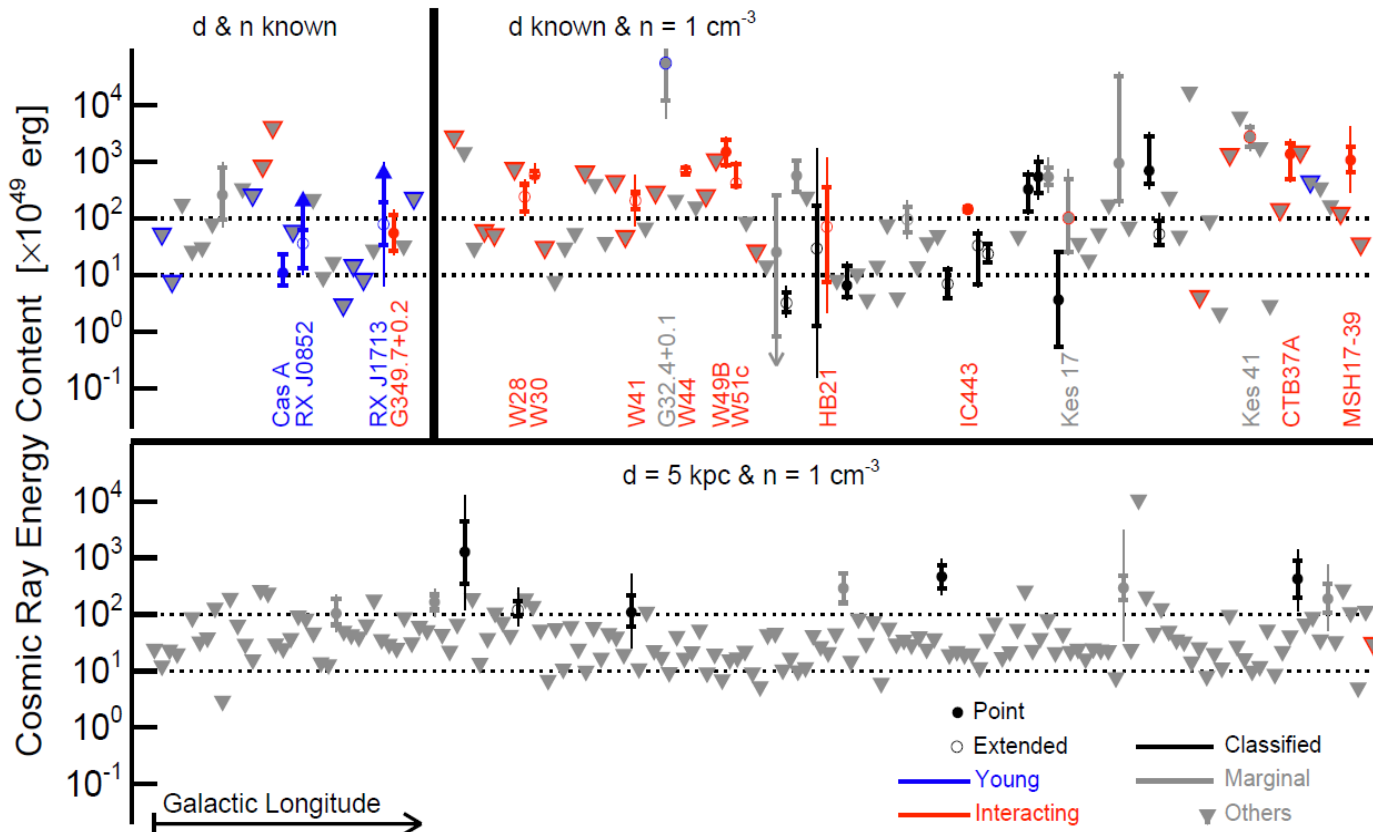 d & n known
d known & n = 1 cm⁻³
Cosmic Ray Energy Content [×10⁴⁹ erg]
10⁴
10³
10²
10¹
10⁰
10⁻¹
Cas A
RX J0852
RX J1713
G349.7+0.2
W28
W30
W41
G32.4+0.1
W44
W49B
W51c
HB21
IC443
Kes 17
Kes 41
CTB37A
MSH17-39
d = 5 kpc & n = 1 cm⁻³
10⁴
10³
10²
10¹
10⁰
10⁻¹
Galactic Longitude
Point
Extended
Classified
Young
Marginal
Interacting
Others